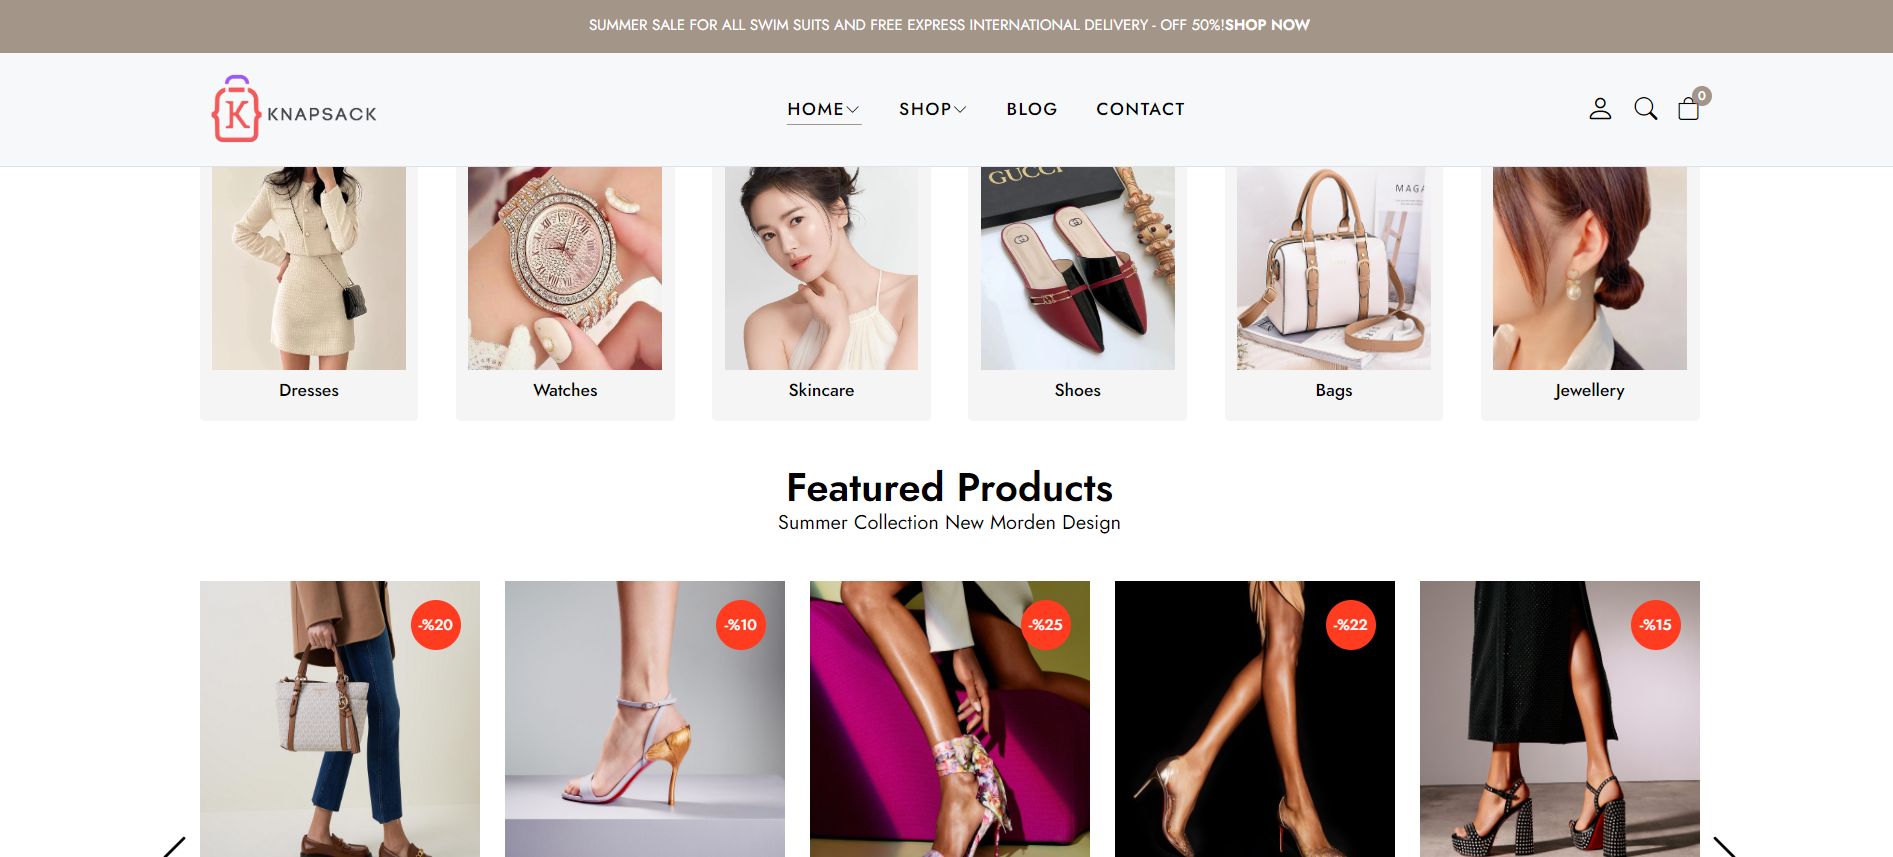 SUMMER SALE FOR ALL SWIM SUITS AND FREE EXPRESS INTERNATIONAL DELIVERY - OFF 50%!SHOP NOW
K KNAPSACK
HOME SHOP BLOG CONTACT
0
GUCCI
MAGA
Dresses
Watches
Skincare
Shoes
Bags
Jewellery
Featured Products
Summer Collection New Morden Design
-%20
-%10
-%25
-%22
-%15